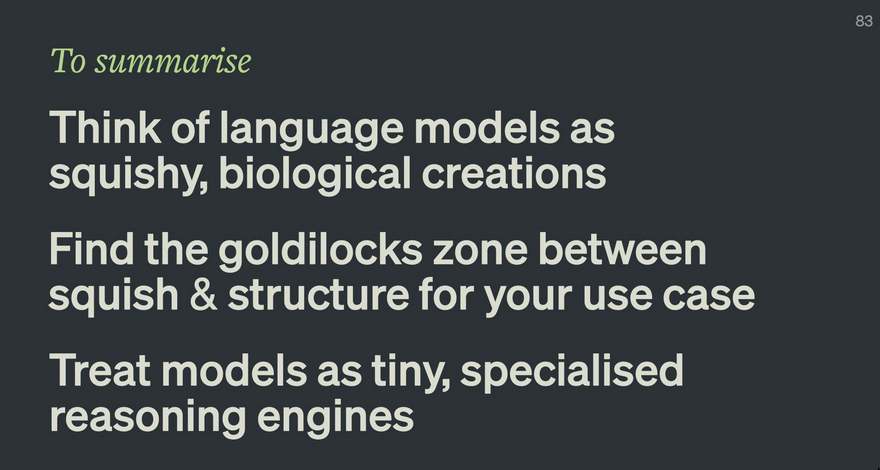 83
To summarise
Think of language models as
squishy, biological creations
Find the goldilocks zone between
squish & structure for your use case
Treat models as tiny, specialised
reasoning engines